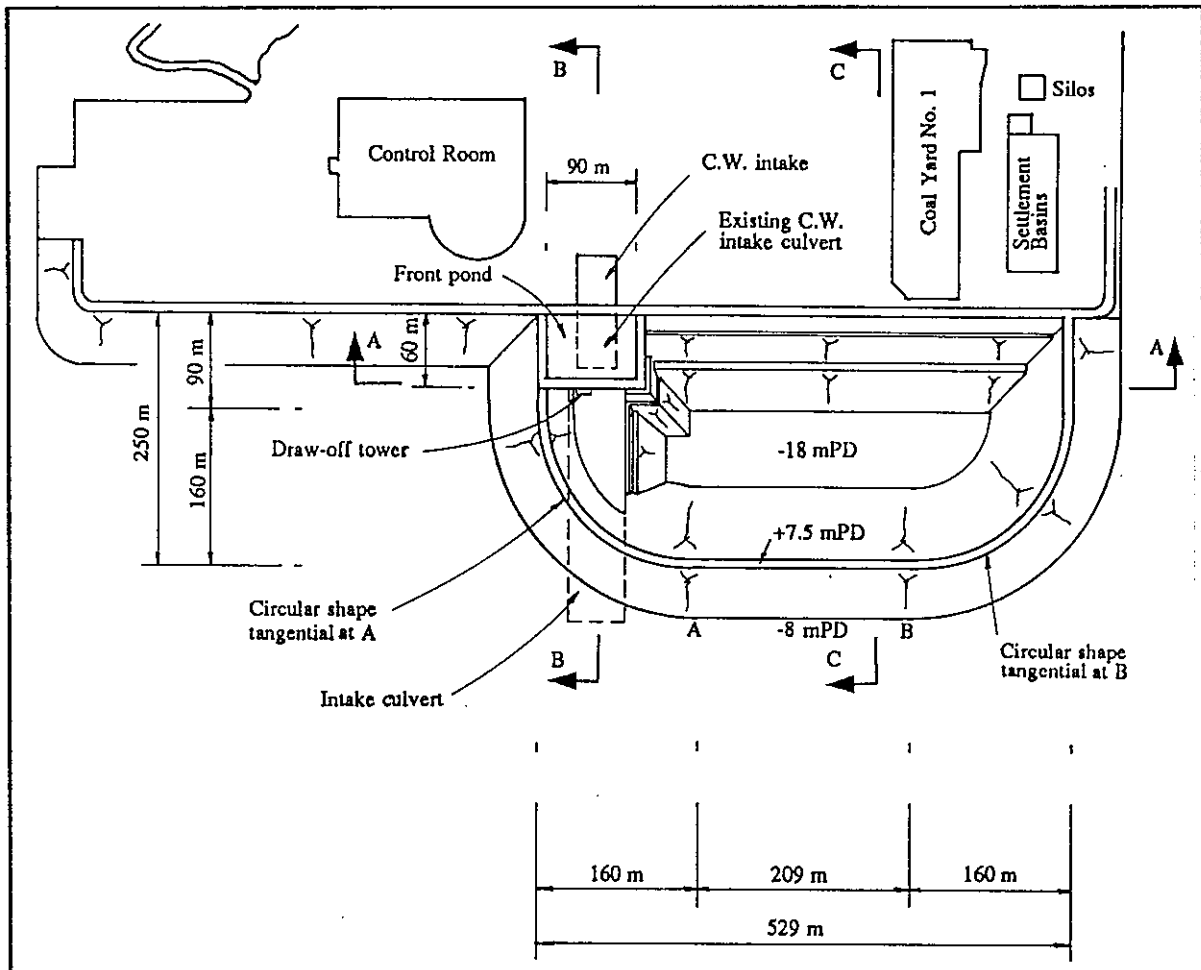 B
C
Silos
Control Room
Coal Yard No. 1
Settlement
Basins
90 m
C.W. intake
Existing C.W.
intake culvert
Front pond
A
60 m
90 m
A
250 m
Draw-off tower
-18 mPD
160 m
+7.5 mPD
Circular shape
tangential at A
A
-8 mPD
B
B
C
Circular shape
tangential at B
Intake culvert
160 m
209 m
160 m
529 m